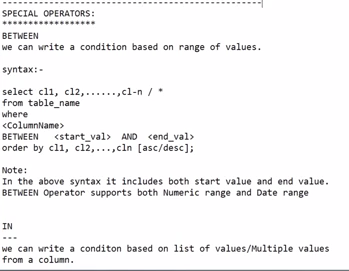 ------------------------------------------------
SPECIAL OPERATORS:
******************
BETWEEN
we can write a condition based on range of values.
syntax:-
select cl1, cl2,......,cl-n / *
from table_name
where
<ColumnName>
BETWEEN <start_val> AND <end_val>
order by cl1, cl2,...,cln [asc/desc];
Note:
In the above syntax it includes both start value and end value.
BETWEEN Operator supports both Numeric range and Date range
IN
---
we can write a conditon based on list of values/Multiple values
from a column.